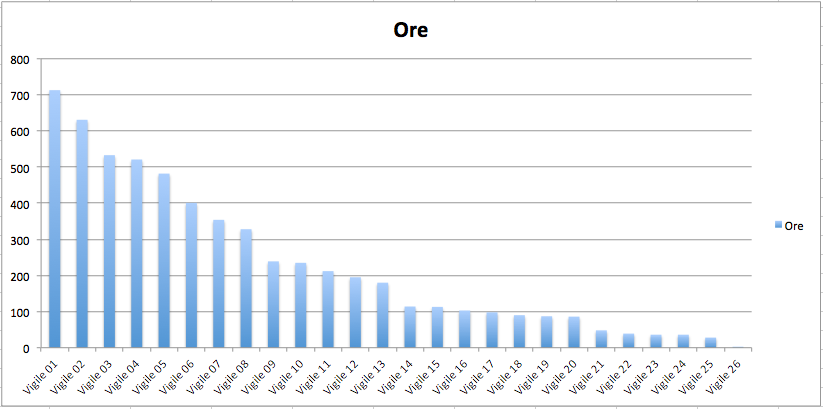 Ore
800
700
600
500
400
300
200
100
0
Ore
Vigile 01
Vigile 02
Vigile 03
Vigile 04
Vigile 05
Vigile 06
Vigile 07
Vigile 08
Vigile 09
Vigile 10
Vigile 11
Vigile 12
Vigile 13
Vigile 14
Vigile 15
Vigile 16
Vigile 17
Vigile 18
Vigile 19
Vigile 20
Vigile 21
Vigile 22
Vigile 23
Vigile 24
Vigile 25
Vigile 26